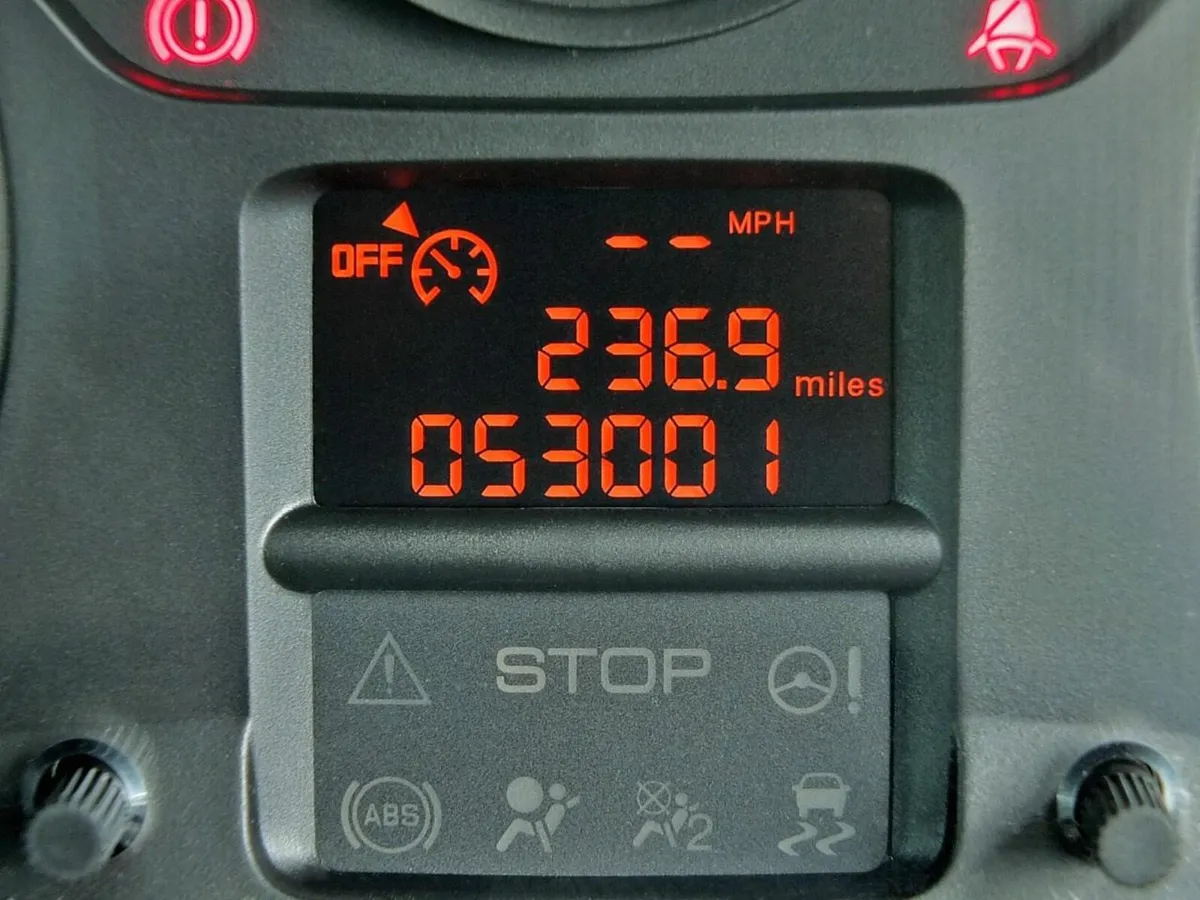 OFF -- MPH
236.9 miles
053001
STOP
ABS 2